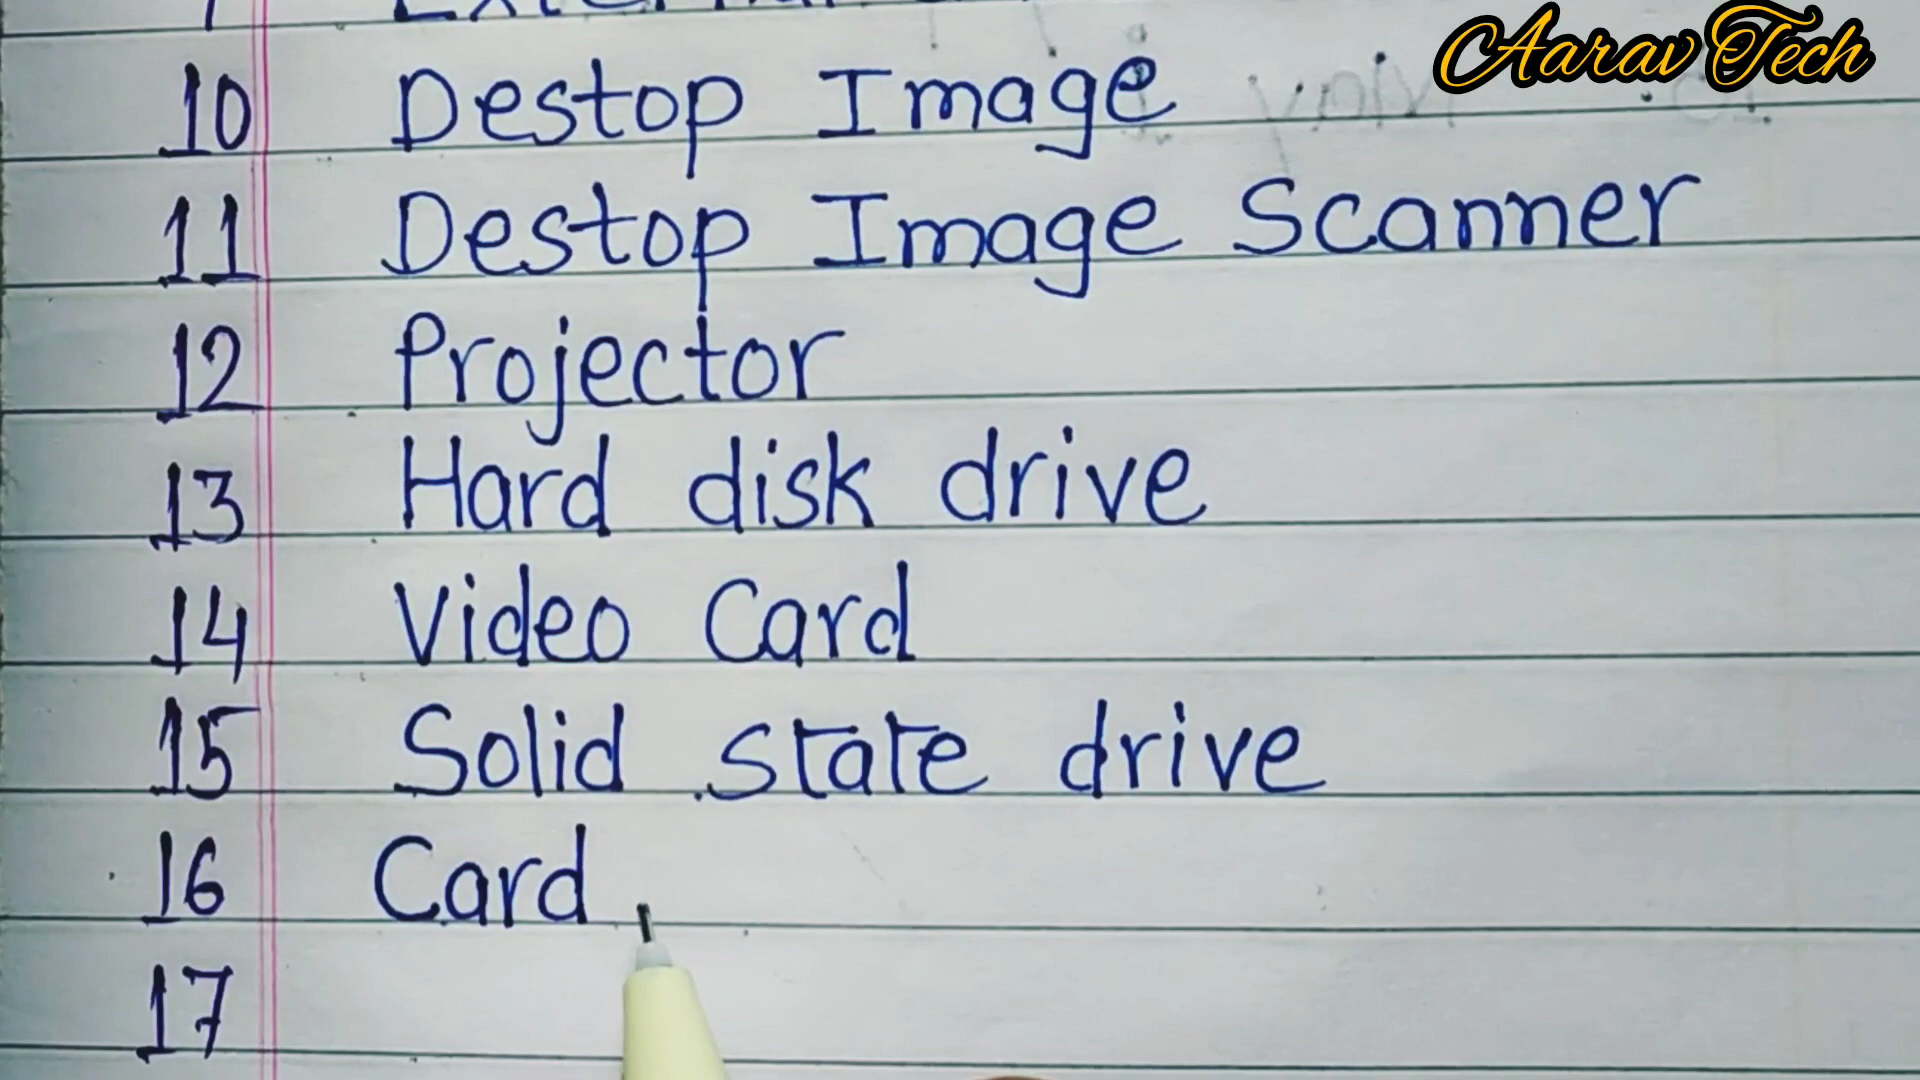 Aarav Tech
10 Destop Image
11 Destop Image Scanner
12 Projector
13 Hard disk drive
14 Video Card
15 Solid state drive
16 Card
17